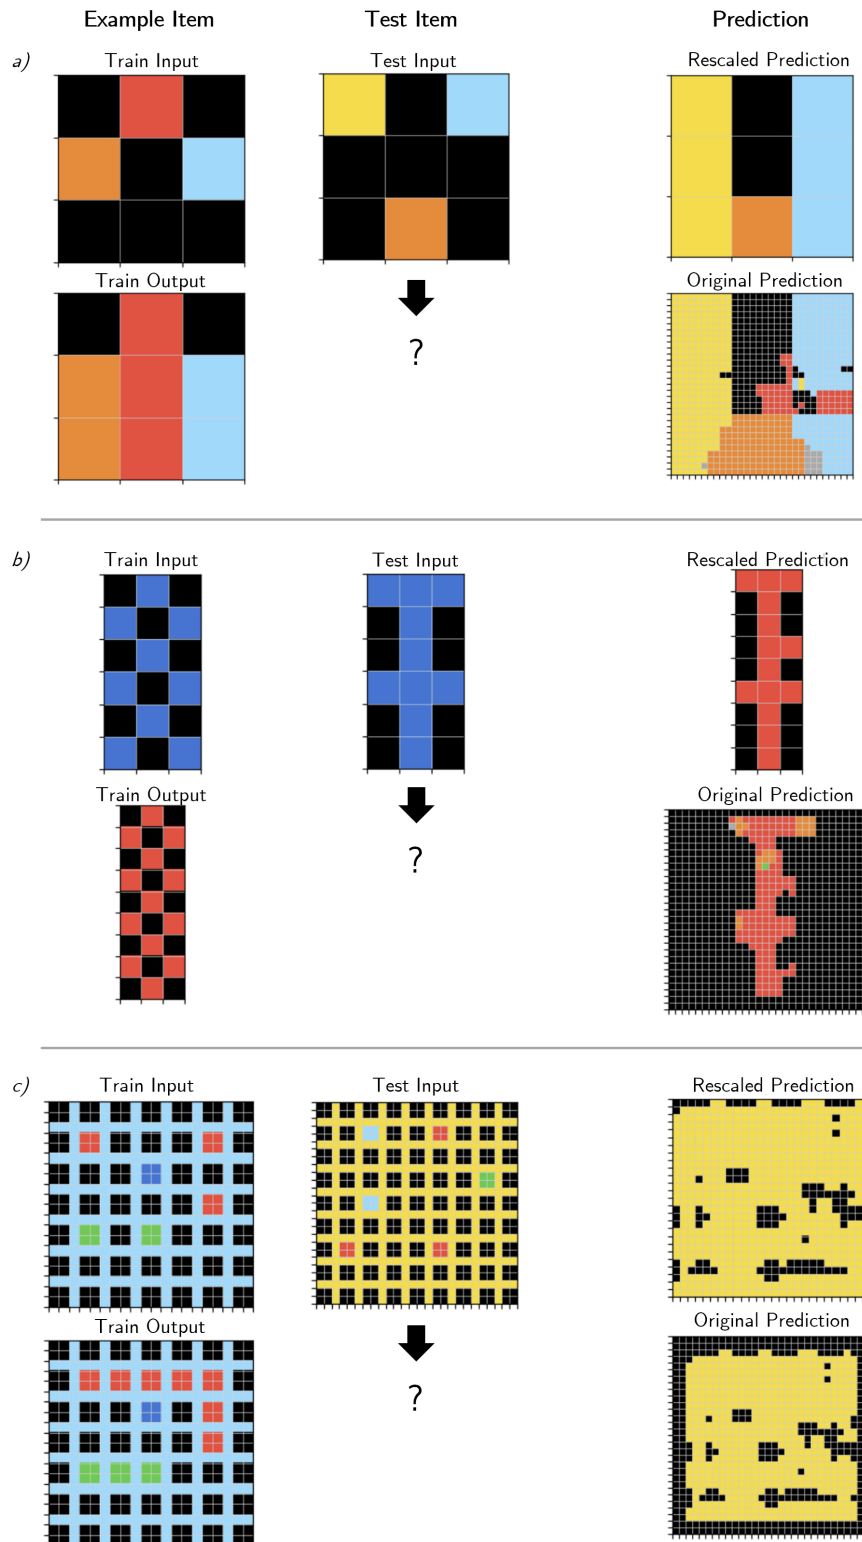 Example Item Test Item Prediction
a) Train Input Test Input Rescaled Prediction
Train Output Original Prediction
?
b) Train Input Test Input Rescaled Prediction
Train Output Original Prediction
?
c) Train Input Test Input Rescaled Prediction
Train Output Original Prediction
?